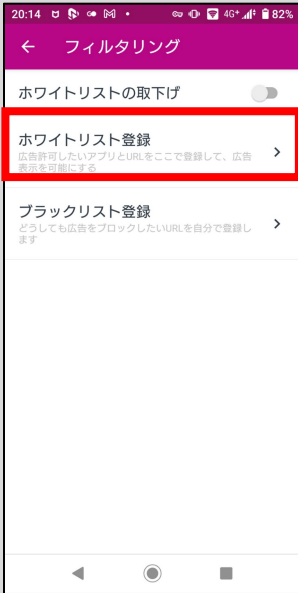 20:14 4G+ 82%
フィルタリング
ホワイトリストの取下げ
ホワイトリスト登録
広告許可したいアプリとURLをここで登録して、広告
表示を可能にする
ブラックリスト登録
どうしても広告をブロックしたいURLを自分で登録し
ます